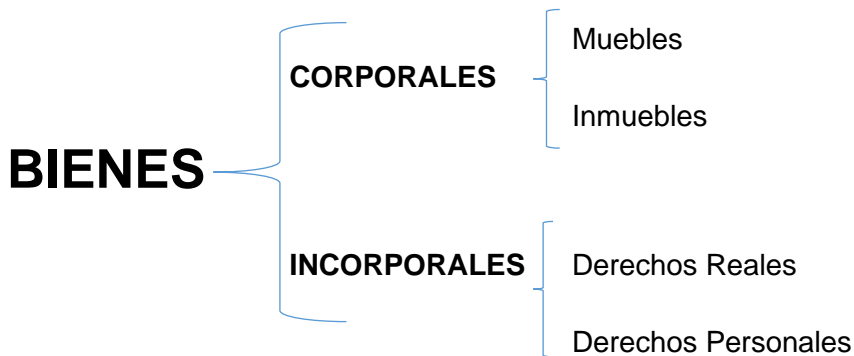 BIENES
CORPORALES
Muebles
Inmuebles
INCORPORALES
Derechos Reales
Derechos Personales